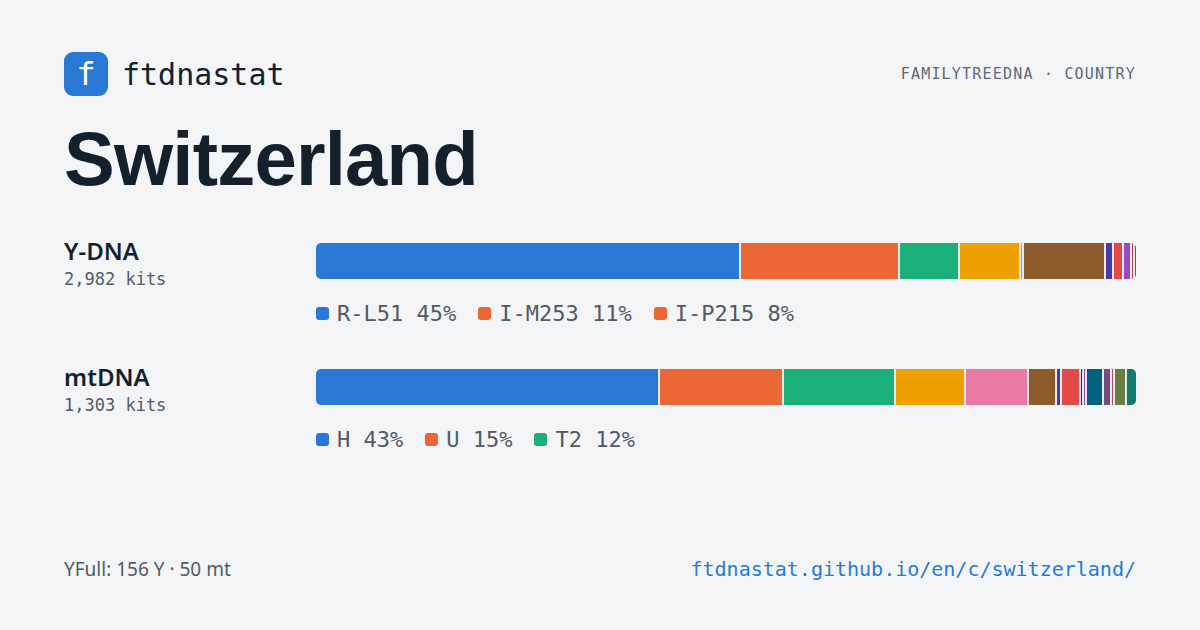 f ftdnastat
FAMILYTREEDNA · COUNTRY
Switzerland
Y-DNA
2,982 kits
R-L51 45% I-M253 11% I-P215 8%
mtDNA
1,303 kits
H 43% U 15% T2 12%
YFull: 156 Y · 50 mt
ftdnastat.github.io/en/c/switzerland/